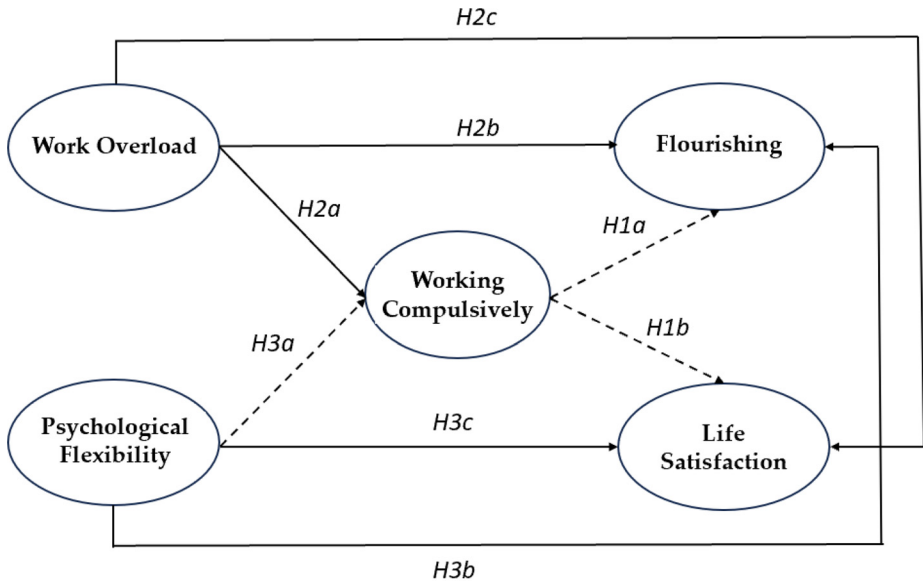 H2c
Work Overload
H2b
Flourishing
H2a
H1a
Working
Compulsively
H1b
H3a
Psychological
Flexibility
H3c
Life
Satisfaction
H3b